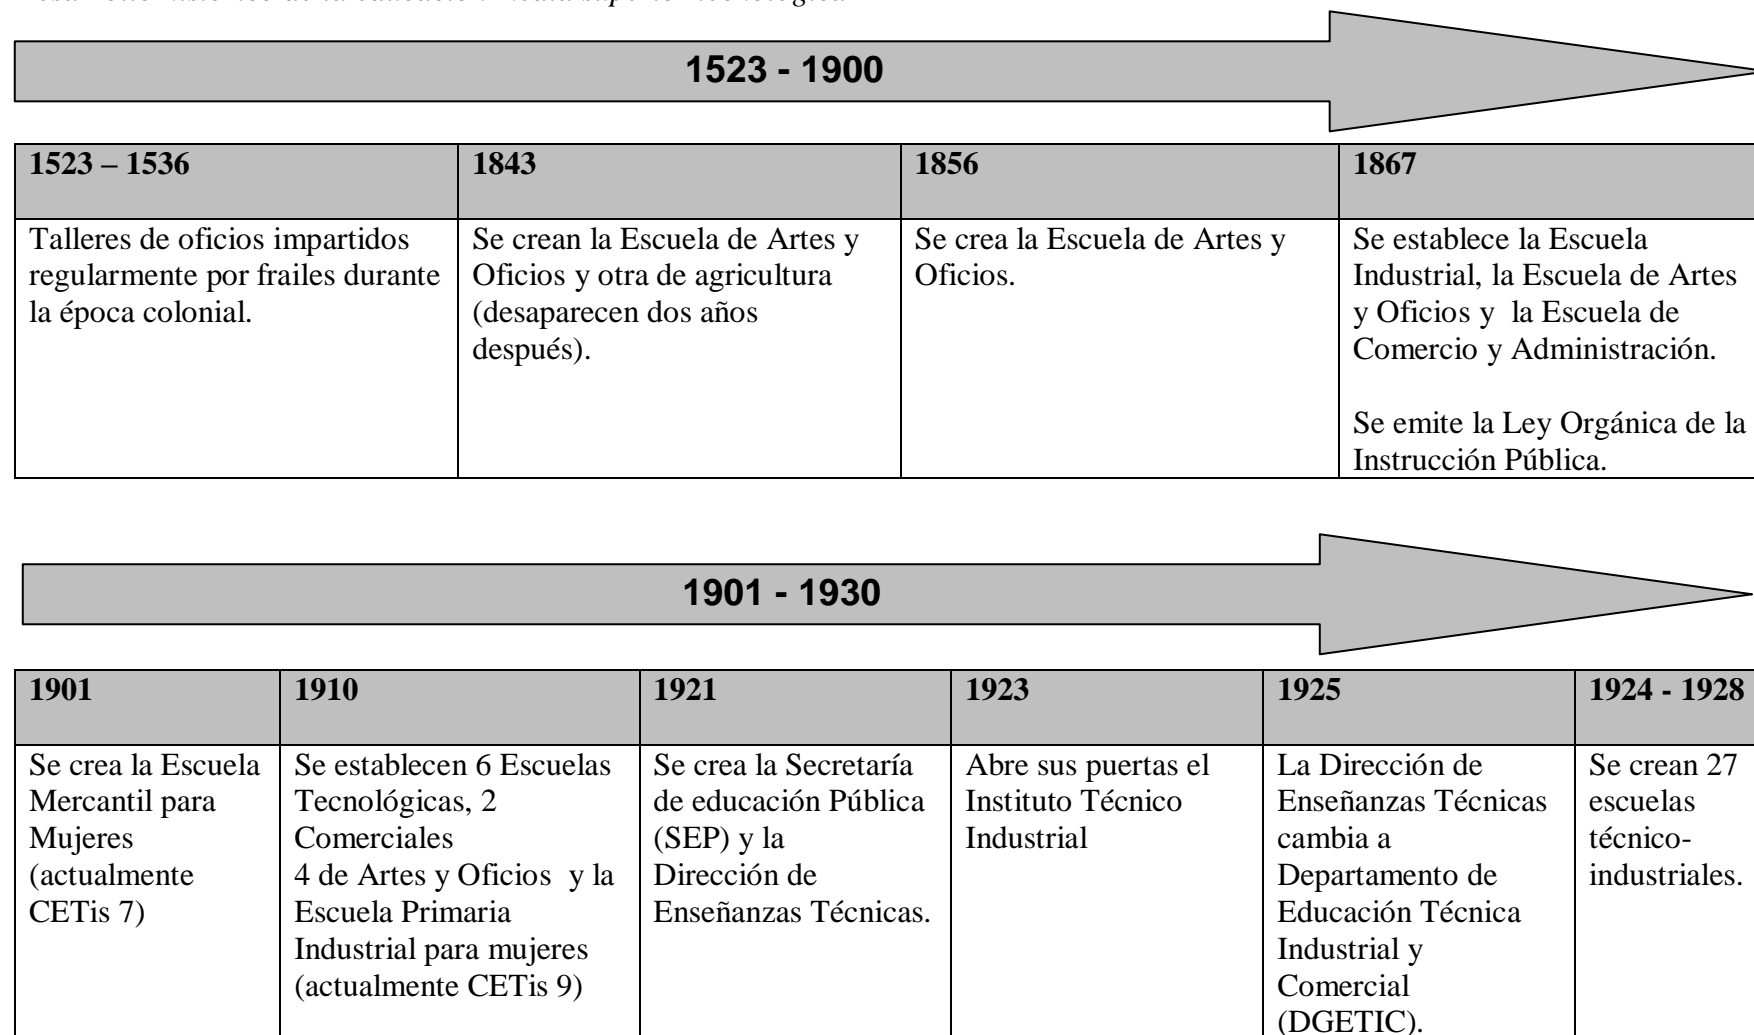 1523 - 1900
1523 – 1536
Talleres de oficios impartidos
regularmente por frailes durante
la época colonial.
1843
Se crean la Escuela de Artes y
Oficios y otra de agricultura
(desaparecen dos años
después).
1856
Se crea la Escuela de Artes y
Oficios.
1867
Se establece la Escuela
Industrial, la Escuela de Artes
y Oficios y  la Escuela de
Comercio y Administración.
Se emite la Ley Orgánica de la
Instrucción Pública.
1901 - 1930
1901
Se crea la Escuela
Mercantil para
Mujeres
(actualmente
CETis 7)
1910
Se establecen 6 Escuelas
Tecnológicas, 2
Comerciales
4 de Artes y Oficios  y la
Escuela Primaria
Industrial para mujeres
(actualmente CETis 9)
1921
Se crea la Secretaría
de educación Pública
(SEP) y la
Dirección de
Enseñanzas Técnicas.
1923
Abre sus puertas el
Instituto Técnico
Industrial
1925
La Dirección de
Enseñanzas Técnicas
cambia a
Departamento de
Educación Técnica
Industrial y
Comercial
(DGETIC).
1924 - 1928
Se crean 27
escuelas
técnico-
industriales.